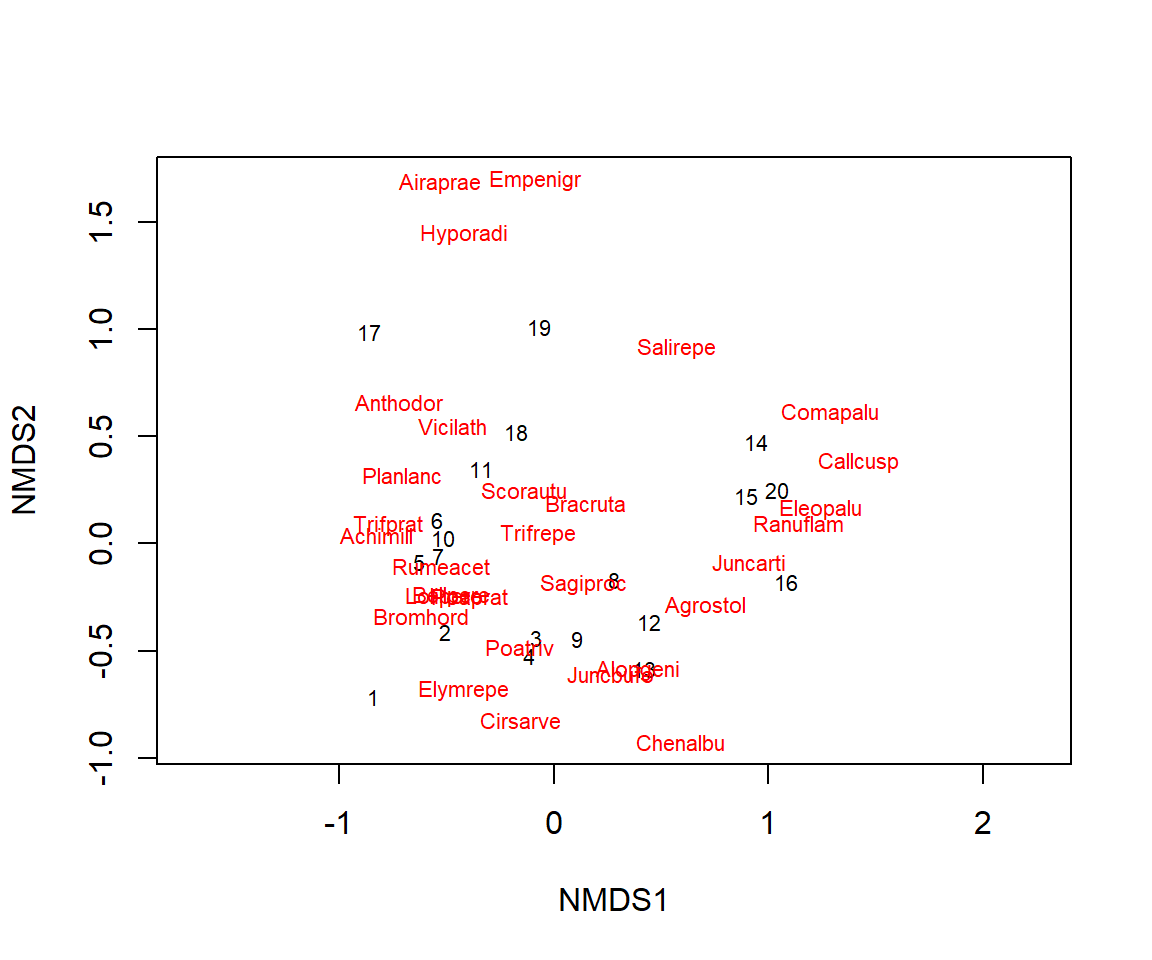 Airaprae Empenigr
Hyporadi
17 19
Salirepe
Anthodor
Comapalu
Vicilath 18
14
11
Callcusp
Planlanc
Scorautu
20
15
Bracruta
Eleopalu
6
Trifprat
Ranuflam
Achimill 10
Trifrepe
7
5
Rumeacet
Juncarti
8
Sagiproc
16
Agrostol
Bromhord
12
2
3 9
Poatriv
4
Alopgeni
13
Juncbufo
Elymrepe
1
Cirsarve
Chenalbu
1.5
1.0
0.5
0.0
-0.5
-1.0
NMDS2
-1 0 1 2
NMDS1